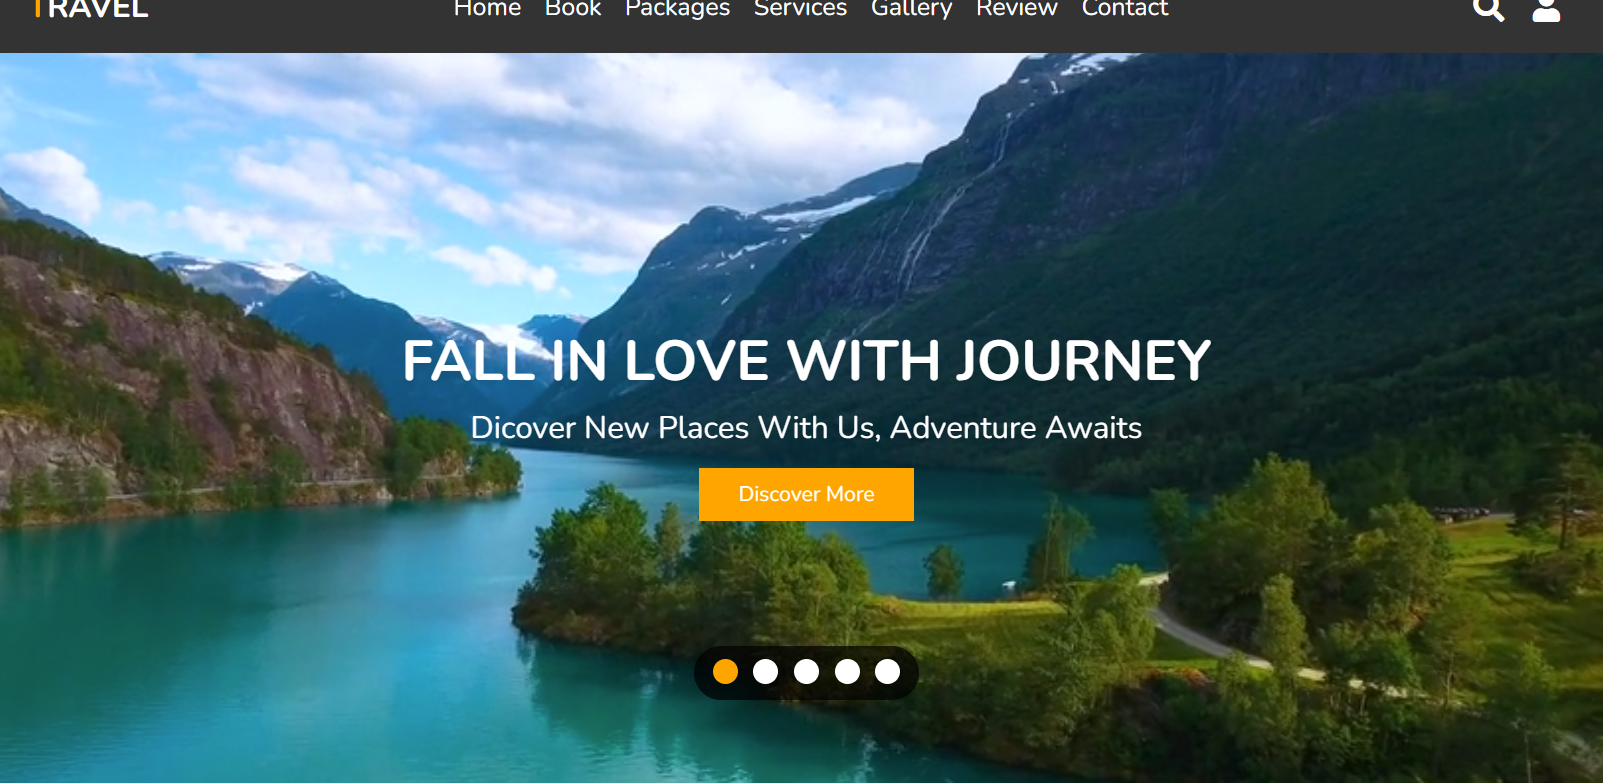 TRAVEL
Home Book Packages Services Gallery Review Contact
FALL IN LOVE WITH JOURNEY
Dicover New Places With Us, Adventure Awaits
Discover More